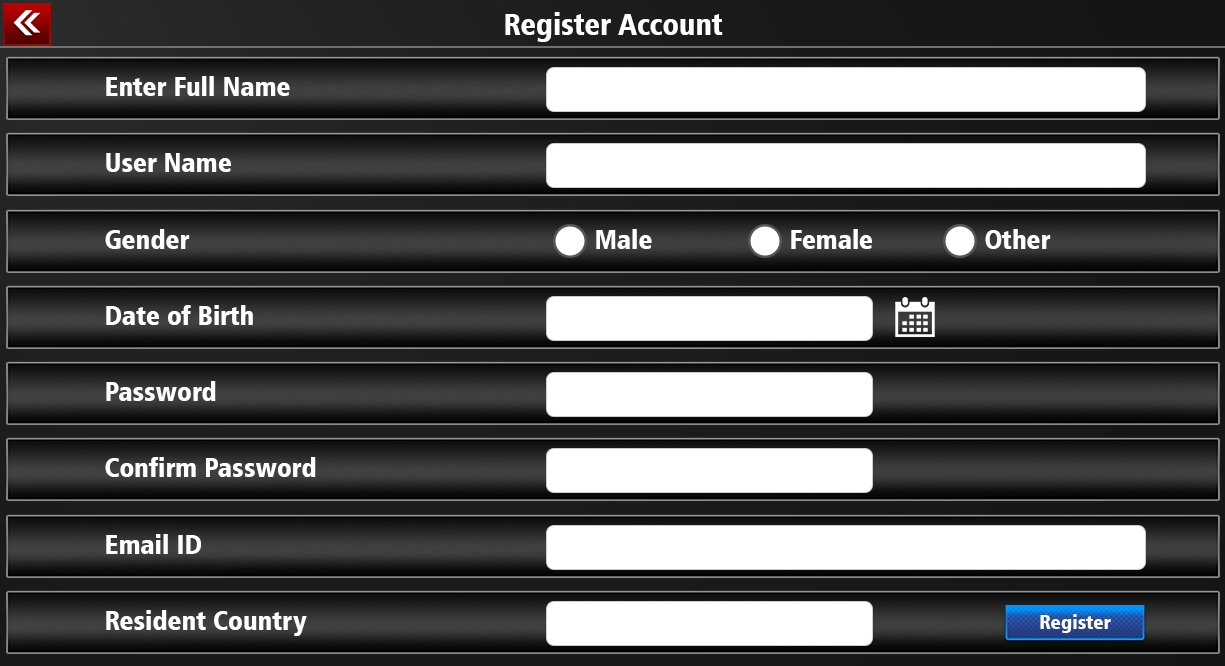 Register Account
Enter Full Name
User Name
Gender
Male Female Other
Date of Birth
Password
Confirm Password
Email ID
Resident Country
Register